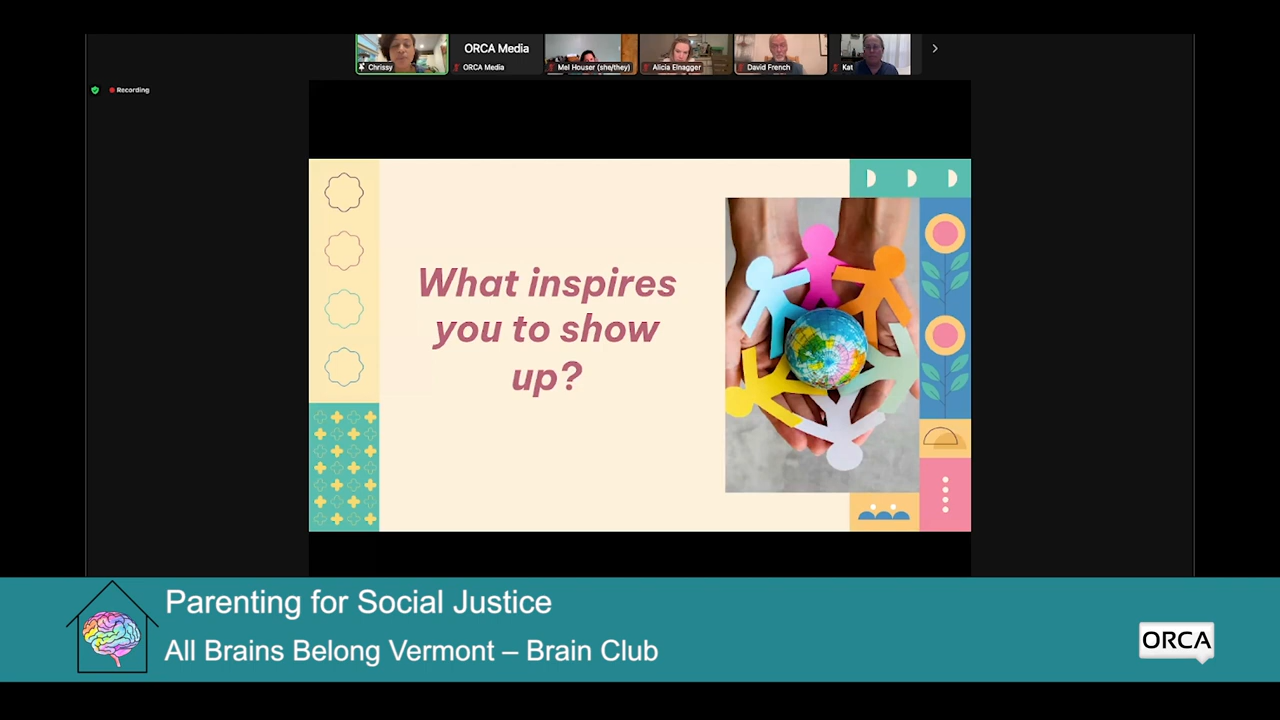 ORCA Media
Chrissy
ORCA Media
Mel Houser (she/they)
Alicia Elnagger
David French
Kat
Recording
What inspires
you to show
up?
Parenting for Social Justice
All Brains Belong Vermont – Brain Club
ORCA